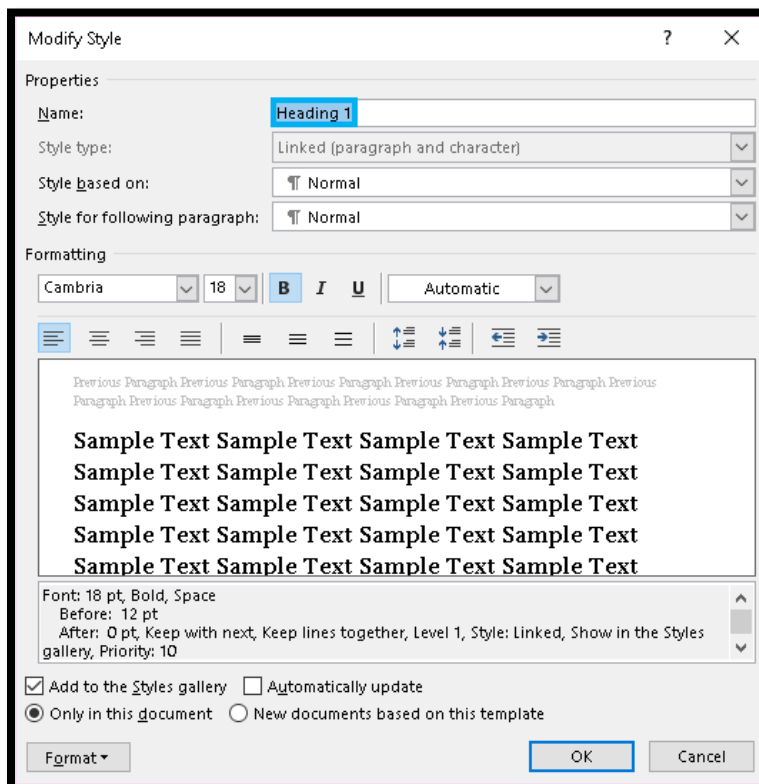 Modify Style ?
Properties
Name: Heading 1
Style type: Linked (paragraph and character)
Style based on: ¶ Normal
Style for following paragraph: ¶ Normal
Formatting
Cambria 18 B I U Automatic
Previous Paragraph Previous Paragraph Previous Paragraph Previous Paragraph Previous Paragraph Previous
Paragraph Previous Paragraph Previous Paragraph Previous Paragraph Previous Paragraph
Sample Text Sample Text Sample Text Sample Text
Sample Text Sample Text Sample Text Sample Text
Sample Text Sample Text Sample Text Sample Text
Sample Text Sample Text Sample Text Sample Text
Sample Text Sample Text Sample Text Sample Text
Font: 18 pt, Bold, Space
Before: 12 pt
After: 0 pt, Keep with next, Keep lines together, Level 1, Style: Linked, Show in the Styles
gallery, Priority: 10
Add to the Styles gallery Automatically update
Only in this document New documents based on this template
Format OK Cancel